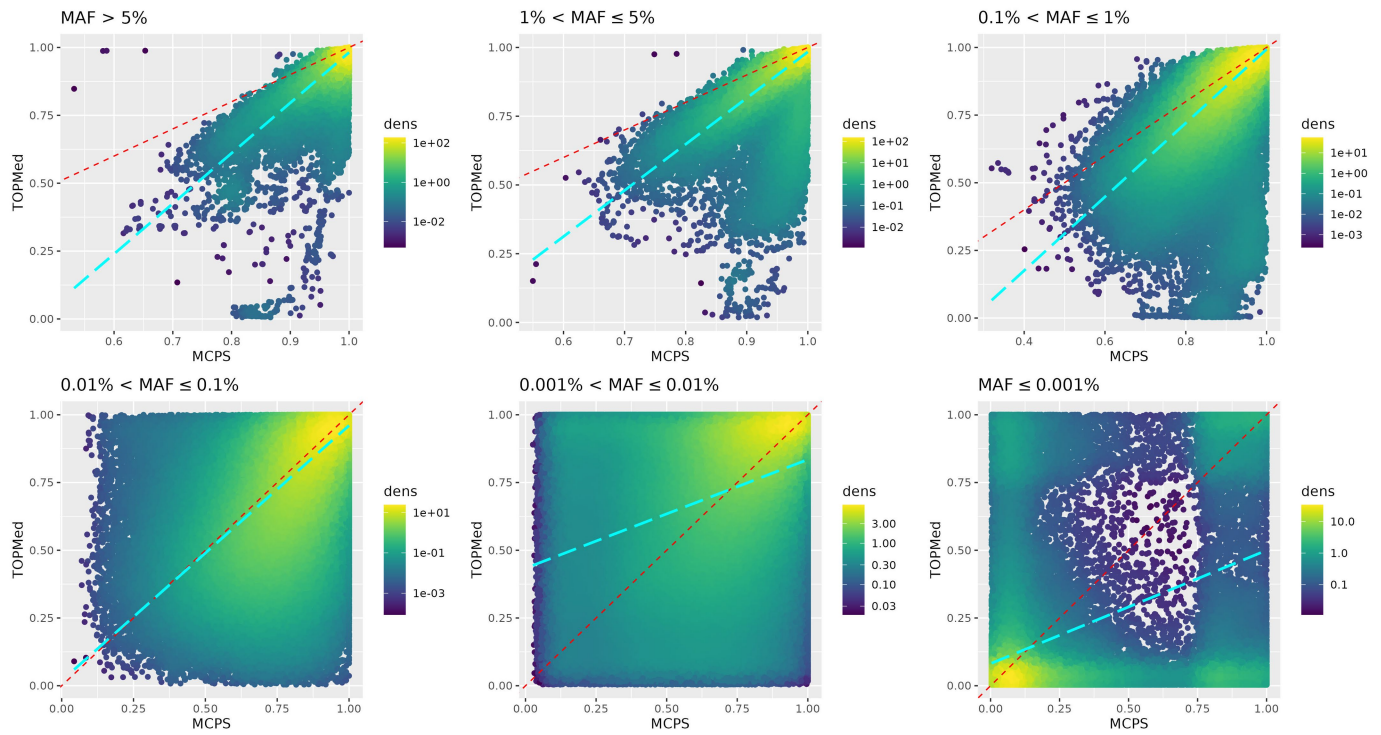 MAF > 5%
1.00
0.75
0.50
0.25
0.00
TOPMed
0.6 0.7 0.8 0.9 1.0
MCPS
dens
1e+02
1e+00
1e-02
1% < MAF ≤ 5%
1.00
0.75
0.50
0.25
0.00
TOPMed
0.6 0.7 0.8 0.9 1.0
MCPS
dens
1e+02
1e+01
1e+00
1e-01
1e-02
0.1% < MAF ≤ 1%
1.00
0.75
0.50
0.25
0.00
TOPMed
0.4 0.6 0.8 1.0
MCPS
dens
1e+01
1e+00
1e-01
1e-02
1e-03
0.01% < MAF ≤ 0.1%
1.00
0.75
0.50
0.25
0.00
TOPMed
0.00 0.25 0.50 0.75 1.00
MCPS
dens
1e+01
1e-01
1e-03
0.001% < MAF ≤ 0.01%
1.00
0.75
0.50
0.25
0.00
TOPMed
0.00 0.25 0.50 0.75 1.00
MCPS
dens
3.00
1.00
0.30
0.10
0.03
MAF ≤ 0.001%
1.00
0.75
0.50
0.25
0.00
TOPMed
0.00 0.25 0.50 0.75 1.00
MCPS
dens
10.0
1.0
0.1